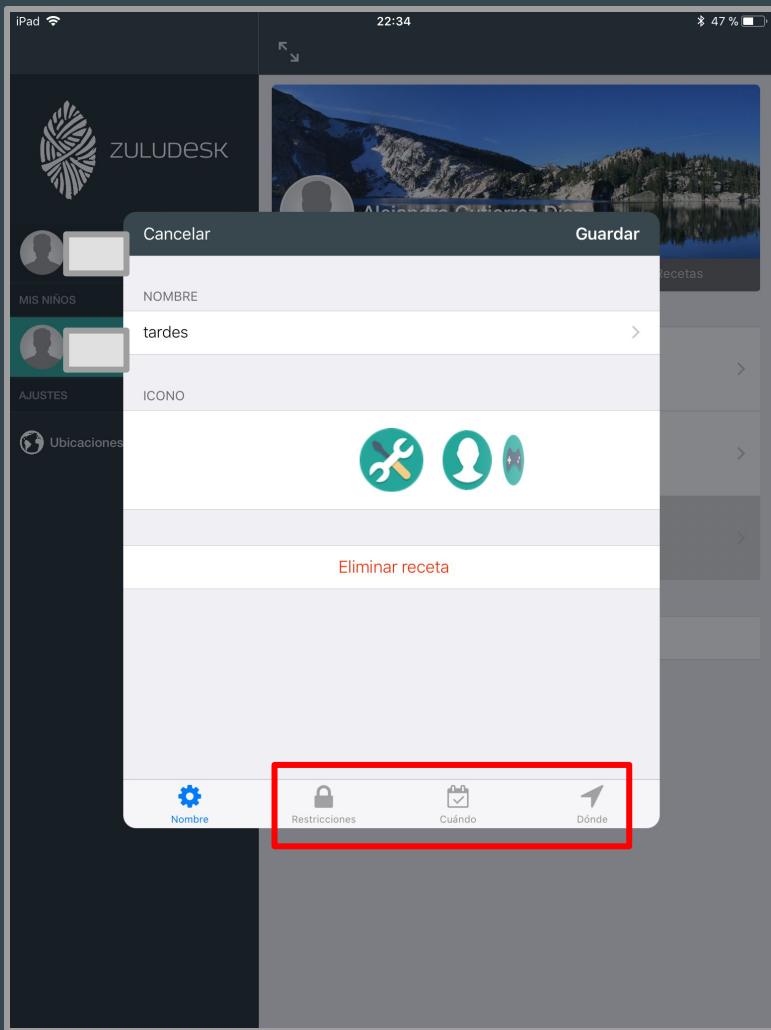 iPad 22:34 47 %
ZULUDESK
Cancelar Guardar
Recetas
MIS NIÑOS
NOMBRE
tardes
AJUSTES
ICONO
Ubicaciones
Eliminar receta
Nombre Restricciones Cuándo Dónde